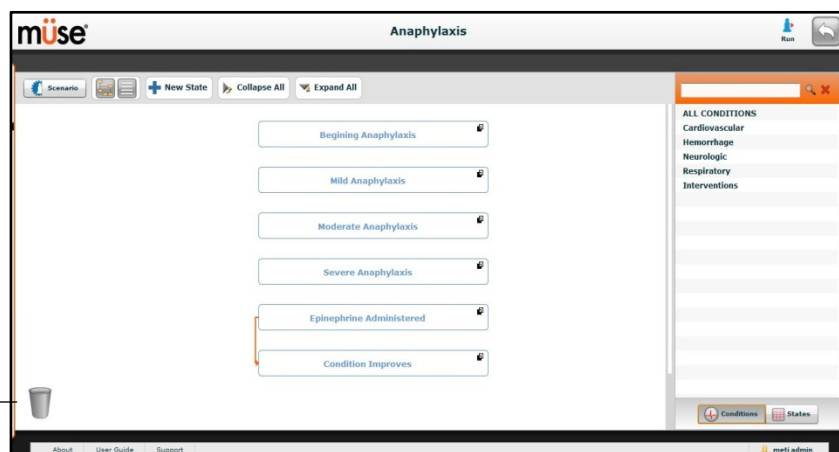 müse®
Anaphylaxis
Run
Scenario
New State
Collapse All
Expand All
Begining Anaphylaxis
Mild Anaphylaxis
Moderate Anaphylaxis
Severe Anaphylaxis
Epinephrine Administered
Condition Improves
ALL CONDITIONS
Cardiovascular
Hemorrhage
Neurologic
Respiratory
Interventions
Conditions
States
About
User Guide
Support
meti admin